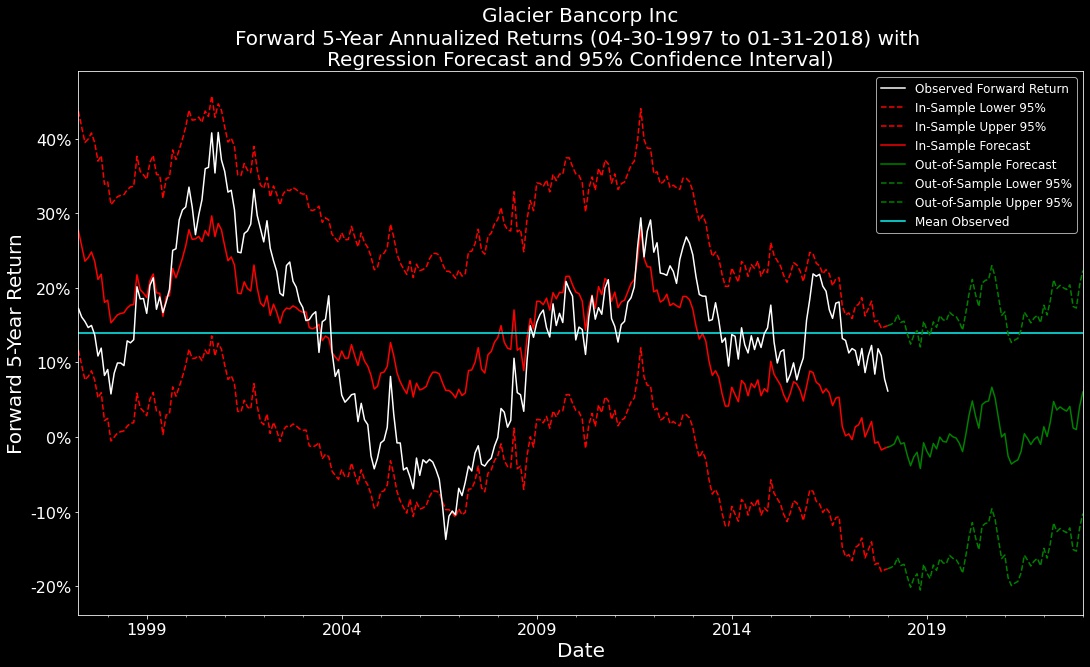 Glacier Bancorp Inc
Forward 5-Year Annualized Returns (04-30-1997 to 01-31-2018) with
Regression Forecast and 95% Confidence Interval)
Observed Forward Return
In-Sample Lower 95%
In-Sample Upper 95%
In-Sample Forecast
Out-of-Sample Forecast
Out-of-Sample Lower 95%
Out-of-Sample Upper 95%
Mean Observed
Forward 5-Year Return
40%
30%
20%
10%
0%
-10%
-20%
1999
2004
2009
2014
2019
Date